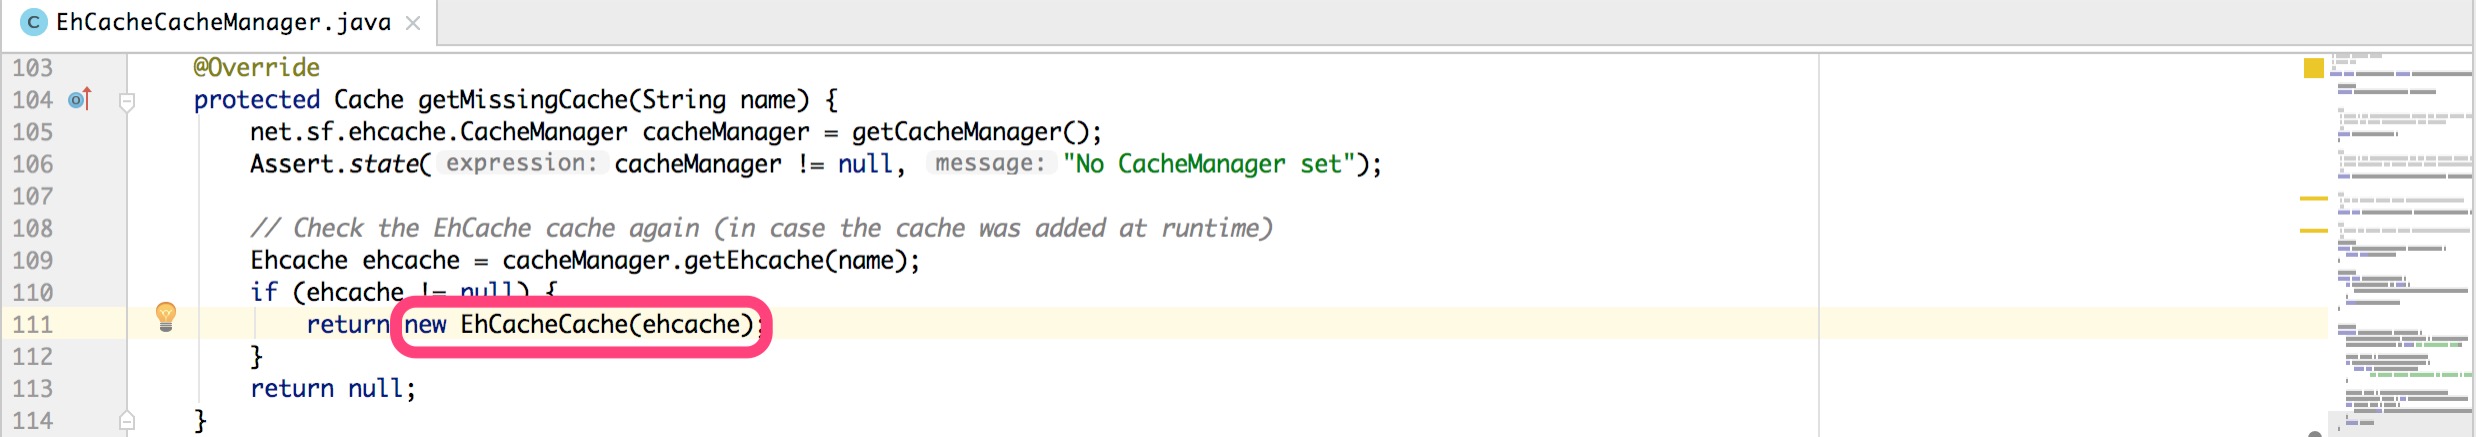 C EhCacheCacheManager.java
103 @Override
104 protected Cache getMissingCache(String name) {
105 net.sf.ehcache.CacheManager cacheManager = getCacheManager();
106 Assert.state( expression: cacheManager != null, message: "No CacheManager set");
107
108 // Check the EhCache cache again (in case the cache was added at runtime)
109 Ehcache ehcache = cacheManager.getEhcache(name);
110 if (ehcache != null) {
111 return new EhCacheCache(ehcache);
112 }
113 return null;
114 }